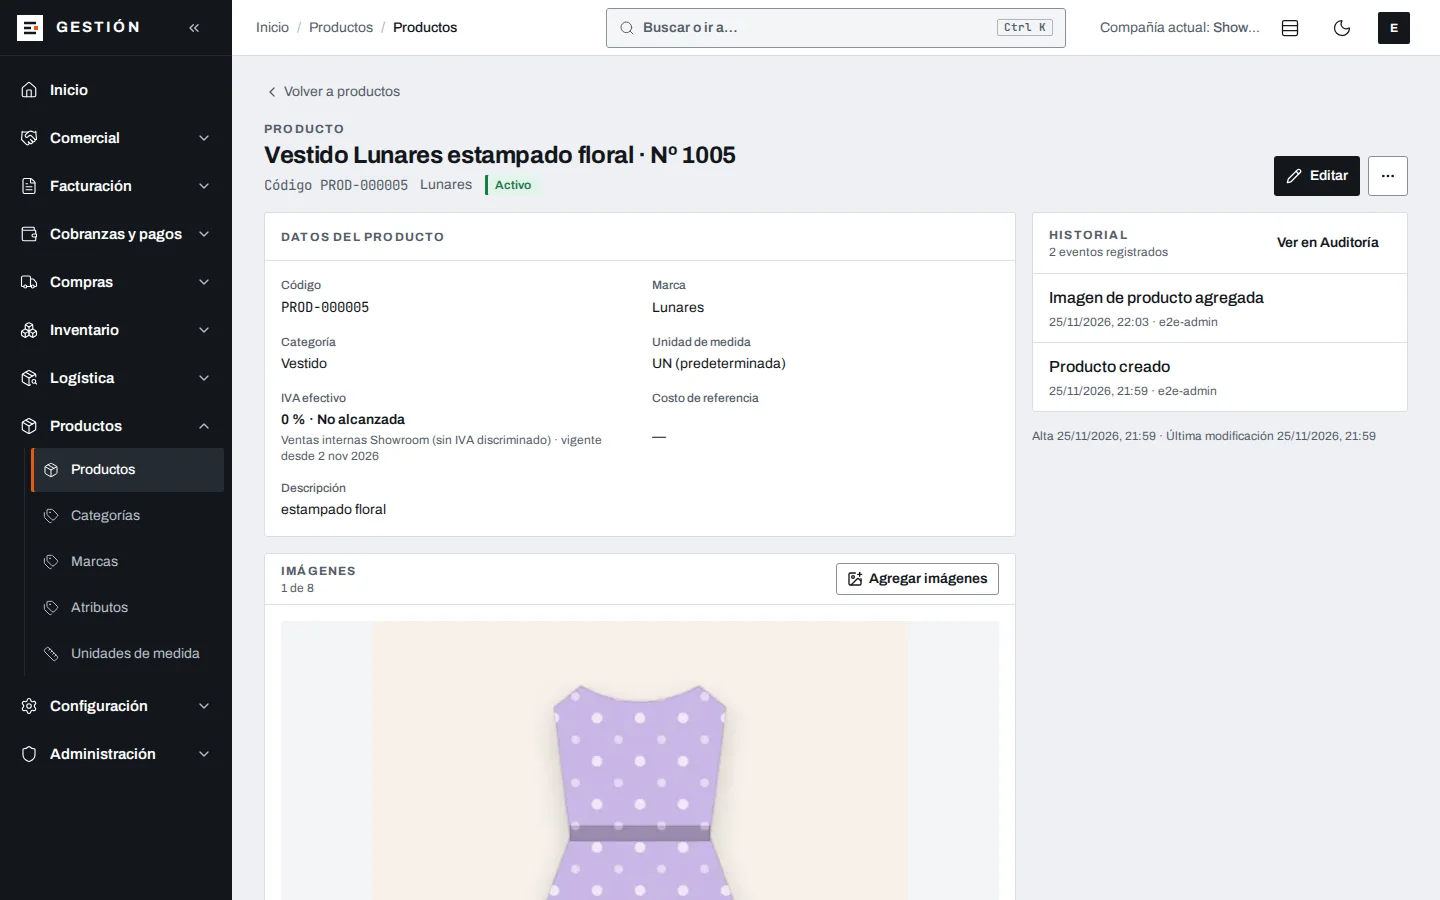 GESTIÓN
Inicio
Comercial
Facturación
Cobranzas y pagos
Compras
Inventario
Logística
Productos
Productos
Categorías
Marcas
Atributos
Unidades de medida
Configuración
Administración
Inicio / Productos / Productos
Buscar o ir a... Ctrl K
Compañía actual: Show...
E
Volver a productos
PRODUCTO
Vestido Lunares estampado floral · Nº 1005
Código PROD-000005 Lunares Activo
Editar
DATOS DEL PRODUCTO
Código
PROD-000005
Marca
Lunares
Categoría
Vestido
Unidad de medida
UN (predeterminada)
IVA efectivo
0 % · No alcanzada
Ventas internas Showroom (sin IVA discriminado) · vigente
desde 2 nov 2026
Costo de referencia
—
Descripción
estampado floral
IMÁGENES
1 de 8
Agregar imágenes
HISTORIAL
2 eventos registrados
Ver en Auditoría
Imagen de producto agregada
25/11/2026, 22:03 · e2e-admin
Producto creado
25/11/2026, 21:59 · e2e-admin
Alta 25/11/2026, 21:59 · Última modificación 25/11/2026, 21:59